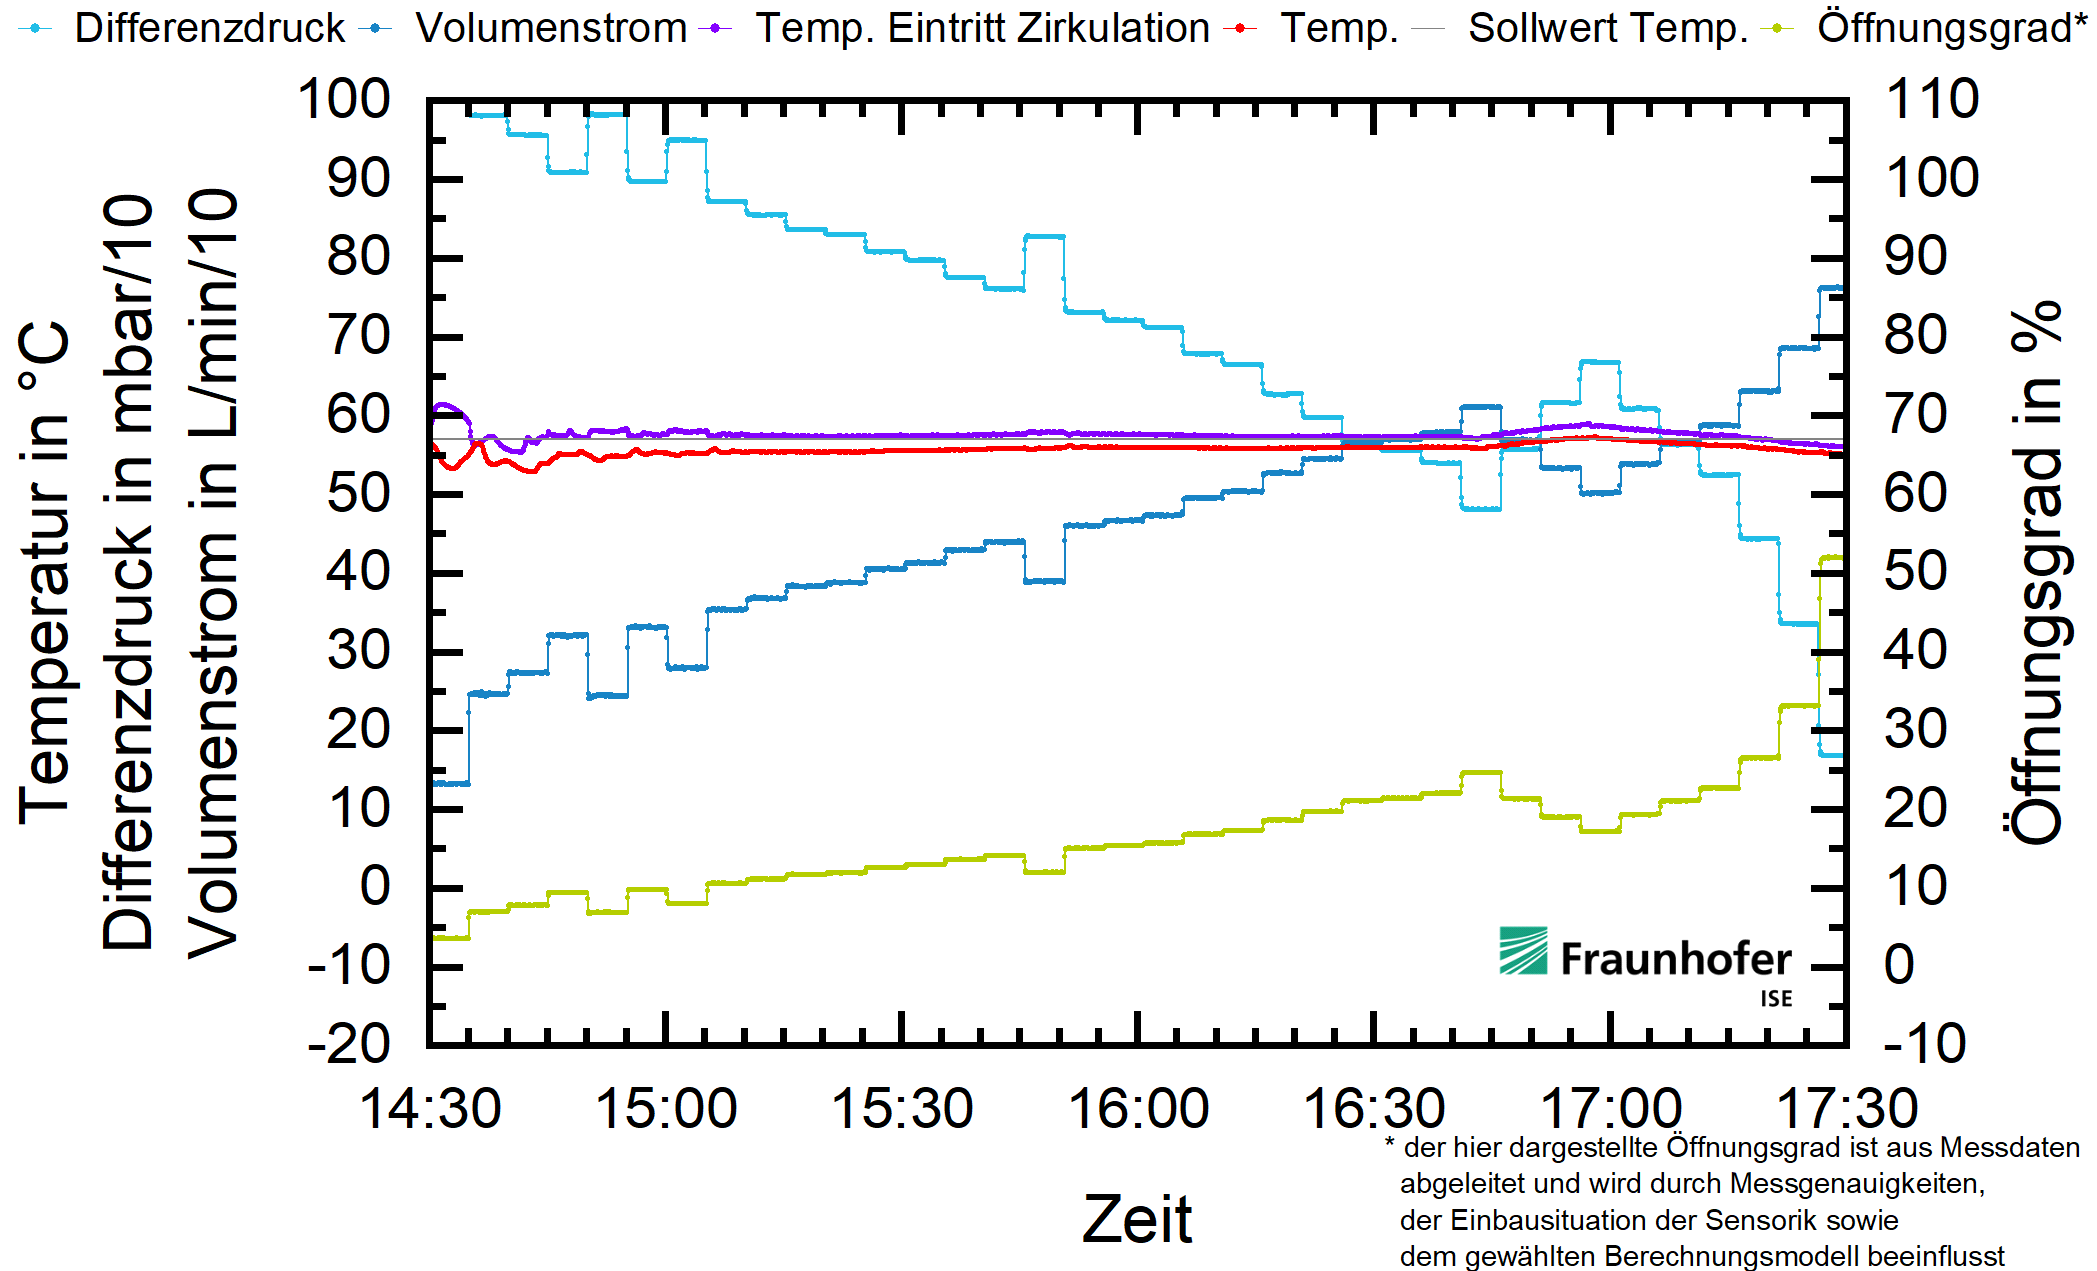 Differenzdruck Volumenstrom Temp. Eintritt Zirkulation Temp. Sollwert Temp. Öffnungsgrad*
Temperatur in °C
Differenzdruck in mbar/10
Volumenstrom in L/min/10
100
90
80
70
60
50
40
30
20
10
0
-10
-20
110
100
90
80
70
60
50
40
30
20
10
0
-10
Öffnungsgrad in %
Fraunhofer
ISE
14:30 15:00 15:30 16:00 16:30 17:00 17:30
Zeit
* der hier dargestellte Öffnungsgrad ist aus Messdaten
abgeleitet und wird durch Messgenauigkeiten,
der Einbausituation der Sensorik sowie
dem gewählten Berechnungsmodell beeinflusst